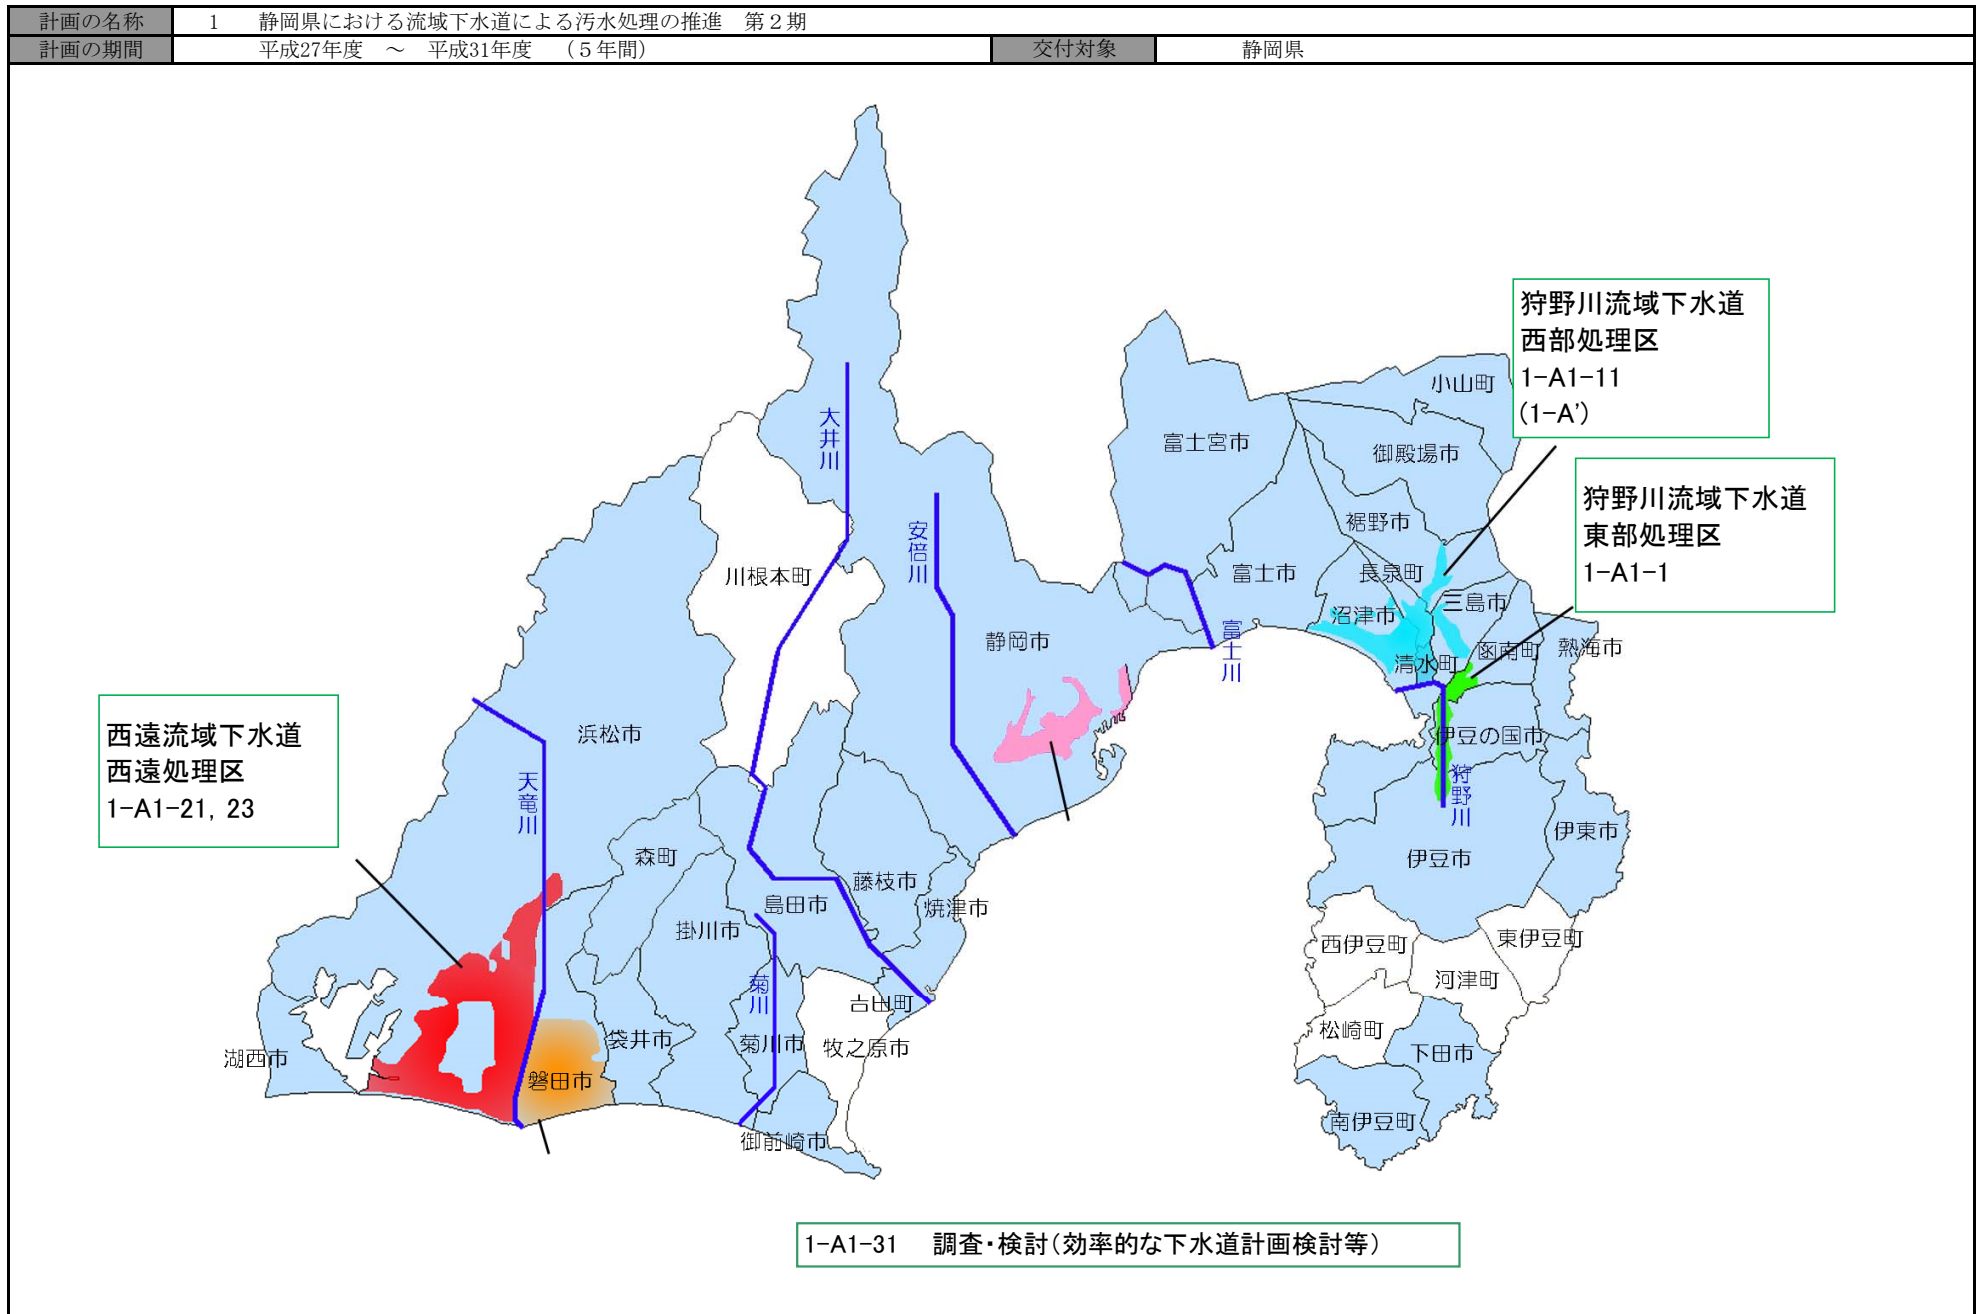 計画の名称 1 静岡県における流域下水道による汚水処理の推進 第２期
計画の期間 平成27年度 ～ 平成31年度 （５年間） 交付対象 静岡県
狩野川流域下水道
西部処理区
1-A1-11
(1-A’)
狩野川流域下水道
東部処理区
1-A1-1
西遠流域下水道
西遠処理区
1-A1-21, 23
小山町
大井川
富士宮市
御殿場市
裾野市
安倍川
川根本町
富士市
長泉町
三島市
沼津市
静岡市
富士川
函南町
熱海市
清水町
浜松市
伊豆の国市
天竜川
狩野川
伊東市
森町
伊豆市
藤枝市
島田市
焼津市
掛川市
西伊豆町
東伊豆町
河津町
菊川
吉田町
松崎町
袋井市
菊川市
牧之原市
湖西市
下田市
磐田市
南伊豆町
御前崎市
1-A1-31 調査・検討（効率的な下水道計画検討等）